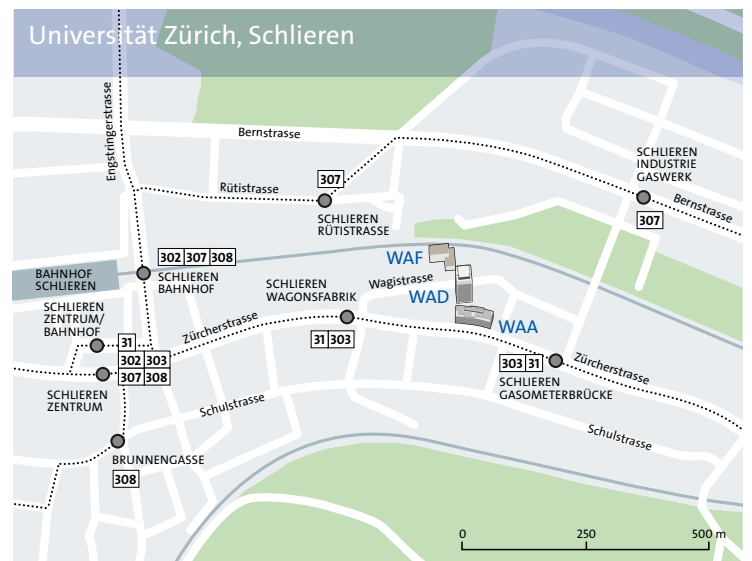 Universität Zürich, Schlieren
Engstringerstrasse
Bernstrasse
SCHLIEREN
INDUSTRIE
GASWERK
307
Rütistrasse
Bernstrasse
307
SCHLIEREN
RÜTISTRASSE
302 307 308
SCHLIEREN
BAHNHOF
BAHNHOF
SCHLIEREN
WAF
Wagistrasse
WAD
WAA
SCHLIEREN
WAGONSFABRIK
31 303
SCHLIEREN
ZENTRUM/
BAHNHOF
Zürcherstrasse
31
302 303
307 308
SCHLIEREN
ZENTRUM
303 31
SCHLIEREN
GASOMETERBRÜCKE
Zürcherstrasse
Schulstrasse
Schulstrasse
BRUNNENGASSE
308
0 250 500 m